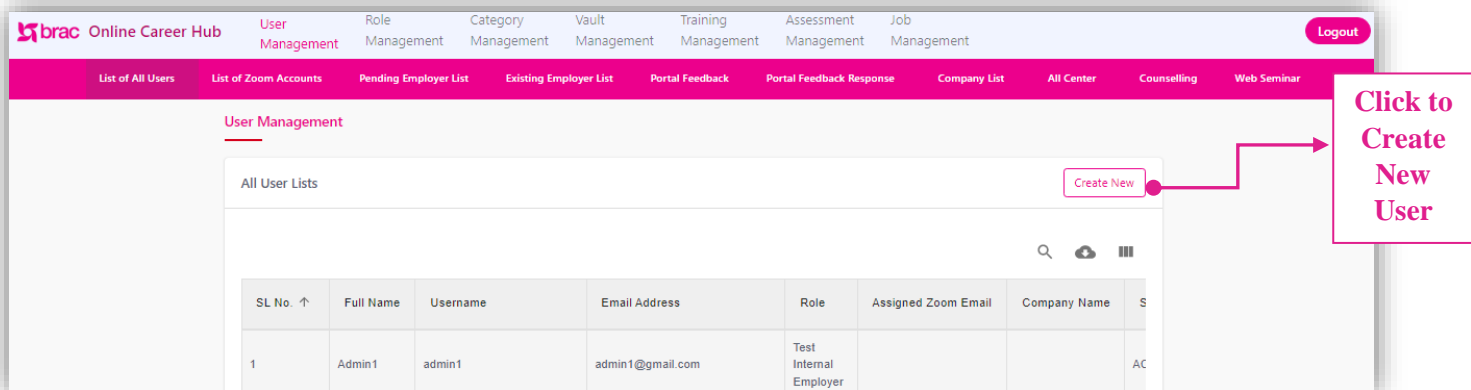 brac Online Career Hub
User Management
Role Management
Category Management
Vault Management
Training Management
Assessment Management
Job Management
Logout
List of All Users
List of Zoom Accounts
Pending Employer List
Existing Employer List
Portal Feedback
Portal Feedback Response
Company List
All Center
Counselling
Web Seminar
Click to
Create
New
User
User Management
All User Lists
Create New
SL No. ↑
Full Name
Username
Email Address
Role
Assigned Zoom Email
Company Name
S
1
Admin1
admin1
admin1@gmail.com
Test
Internal
Employer
AC